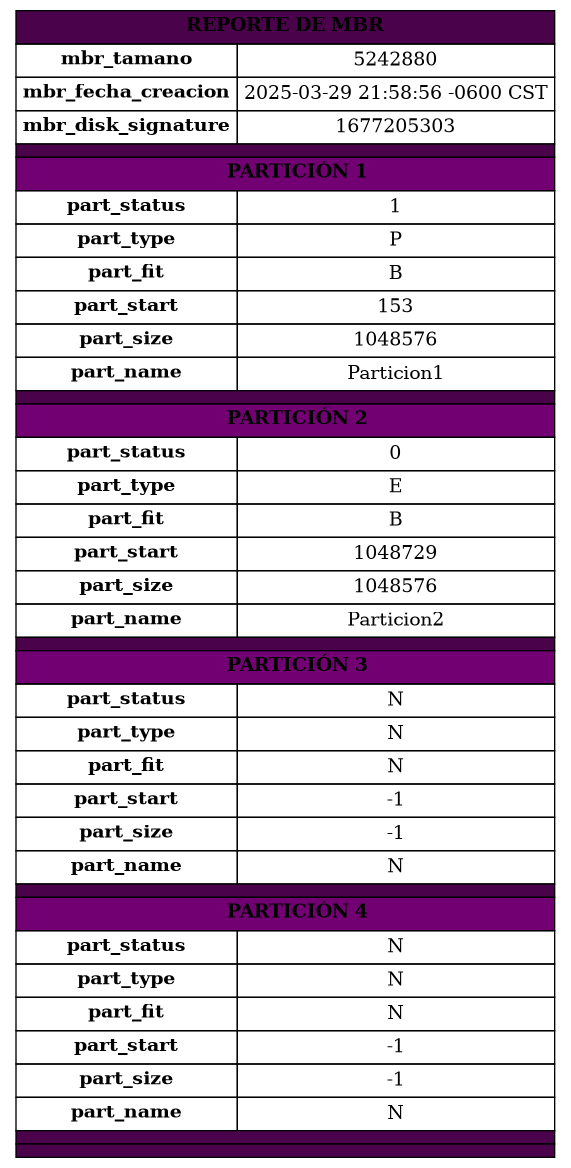 REPORTE DE MBR
mbr_tamano 5242880
mbr_fecha_creacion 2025-03-29 21:58:56 -0600 CST
mbr_disk_signature 1677205303
PARTICIÓN 1
part_status 1
part_type P
part_fit B
part_start 153
part_size 1048576
part_name Particion1
PARTICIÓN 2
part_status 0
part_type E
part_fit B
part_start 1048729
part_size 1048576
part_name Particion2
PARTICIÓN 3
part_status N
part_type N
part_fit N
part_start -1
part_size -1
part_name N
PARTICIÓN 4
part_status N
part_type N
part_fit N
part_start -1
part_size -1
part_name N